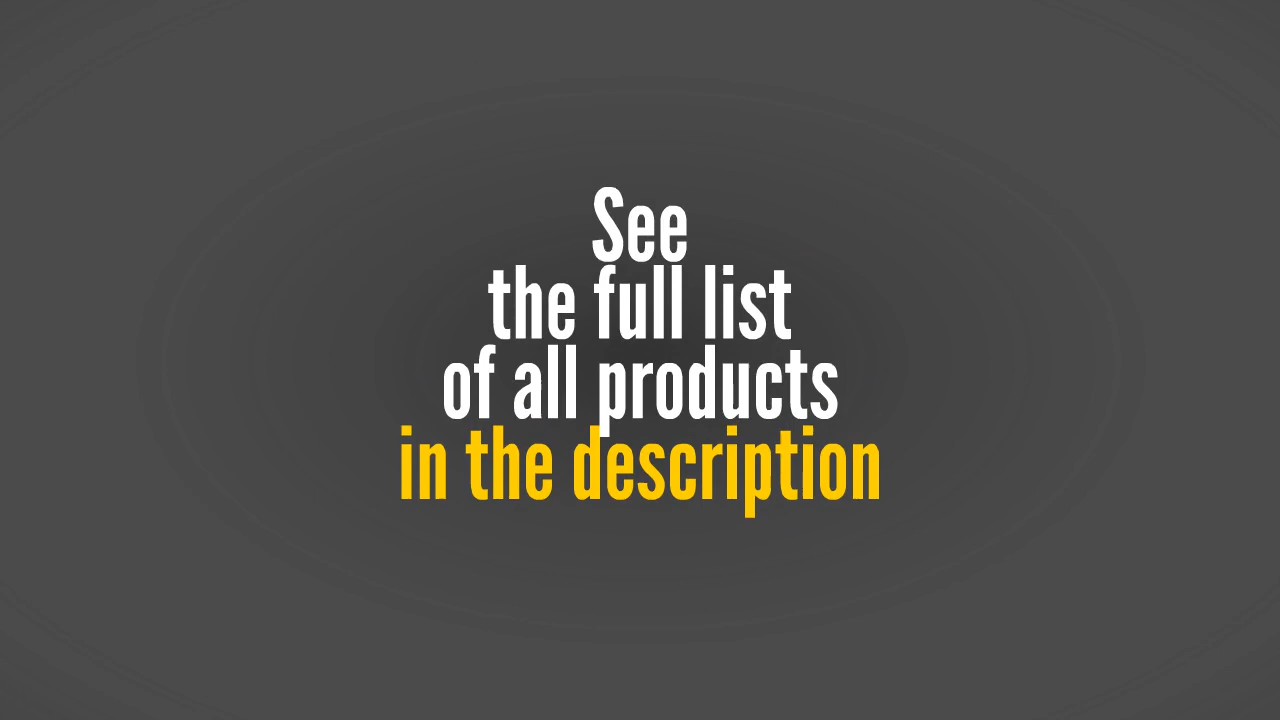 See
the full list
of all products
in the description